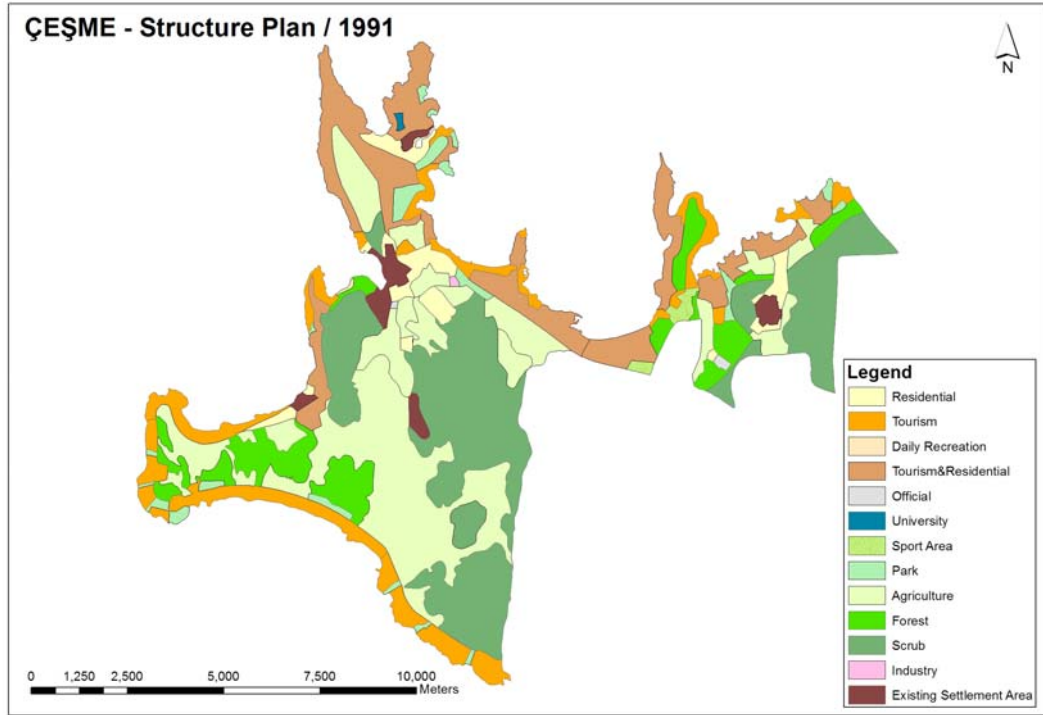 ÇEŞME - Structure Plan / 1991
N
Legend
Residential
Tourism
Daily Recreation
Tourism&Residential
Official
University
Sport Area
Park
Agriculture
Forest
Scrub
Industry
Existing Settlement Area
0 1,250 2,500 5,000 7,500 10,000
Meters